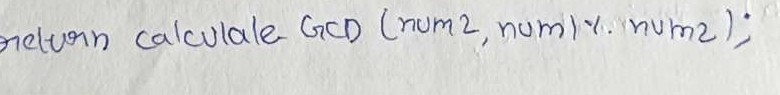 return calculate GCD (num2, num1 % num2);